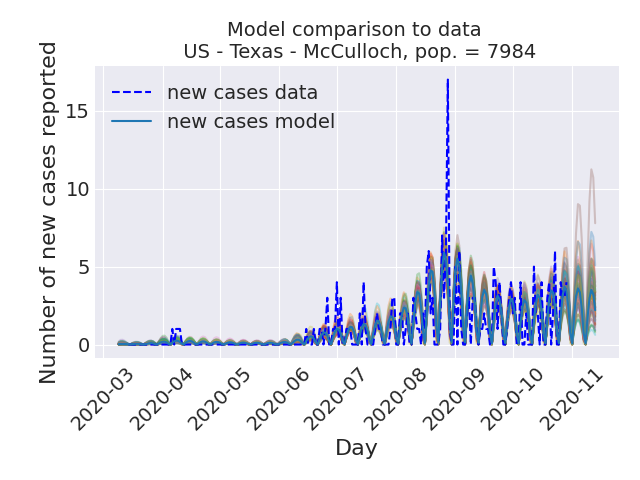 Model comparison to data
US - Texas - McCulloch, pop. = 7984
Number of new cases reported
new cases data
new cases model
15
10
5
0
2020-03
2020-04
2020-05
2020-06
2020-07
2020-08
2020-09
2020-10
2020-11
Day